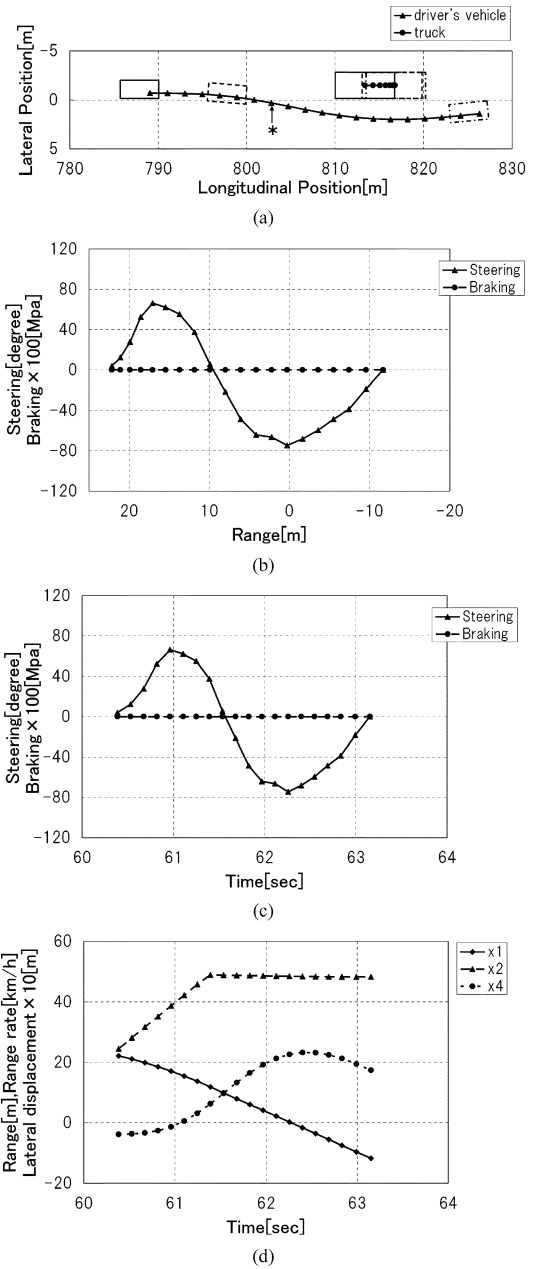 driver's vehicle
truck
Lateral Position[m]
-5
0
5
780 790 800 810 820 830
*
Longitudinal Position[m]
(a)
Steering[degree]
Braking×100[Mpa]
120
80
40
0
-40
-80
-120
20 10 0 -10 -20
Steering
Braking
Range[m]
(b)
Steering[degree]
Braking×100[Mpa]
120
80
40
0
-40
-80
-120
60 61 62 63 64
Steering
Braking
Time[sec]
(c)
Range[m],Range rate[km/h]
Lateral displacement×10[m]
60
40
20
0
-20
60 61 62 63 64
x1
x2
x4
Time[sec]
(d)